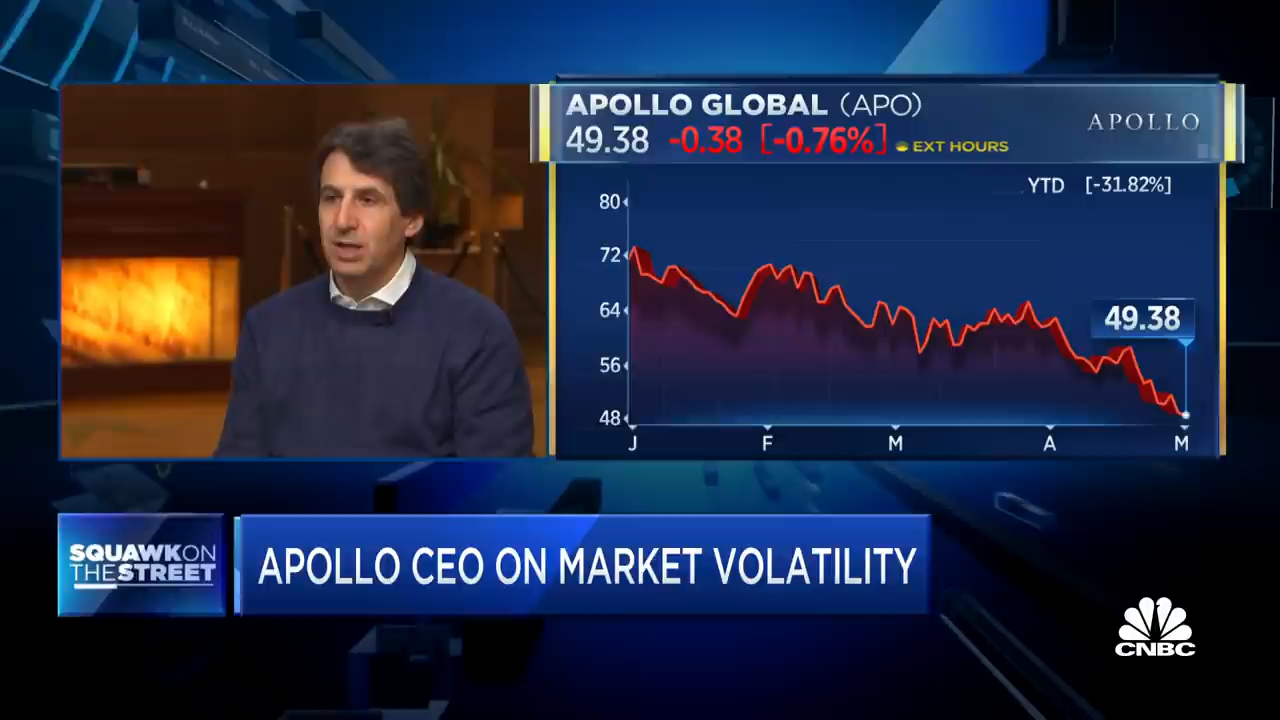 APOLLO GLOBAL (APO)
49.38 -0.38 [-0.76%] EXT HOURS
APOLLO
YTD [-31.82%]
80
72
64
56
48
49.38
J F M A M
SQUAWK ON
THE STREET
APOLLO CEO ON MARKET VOLATILITY
CNBC